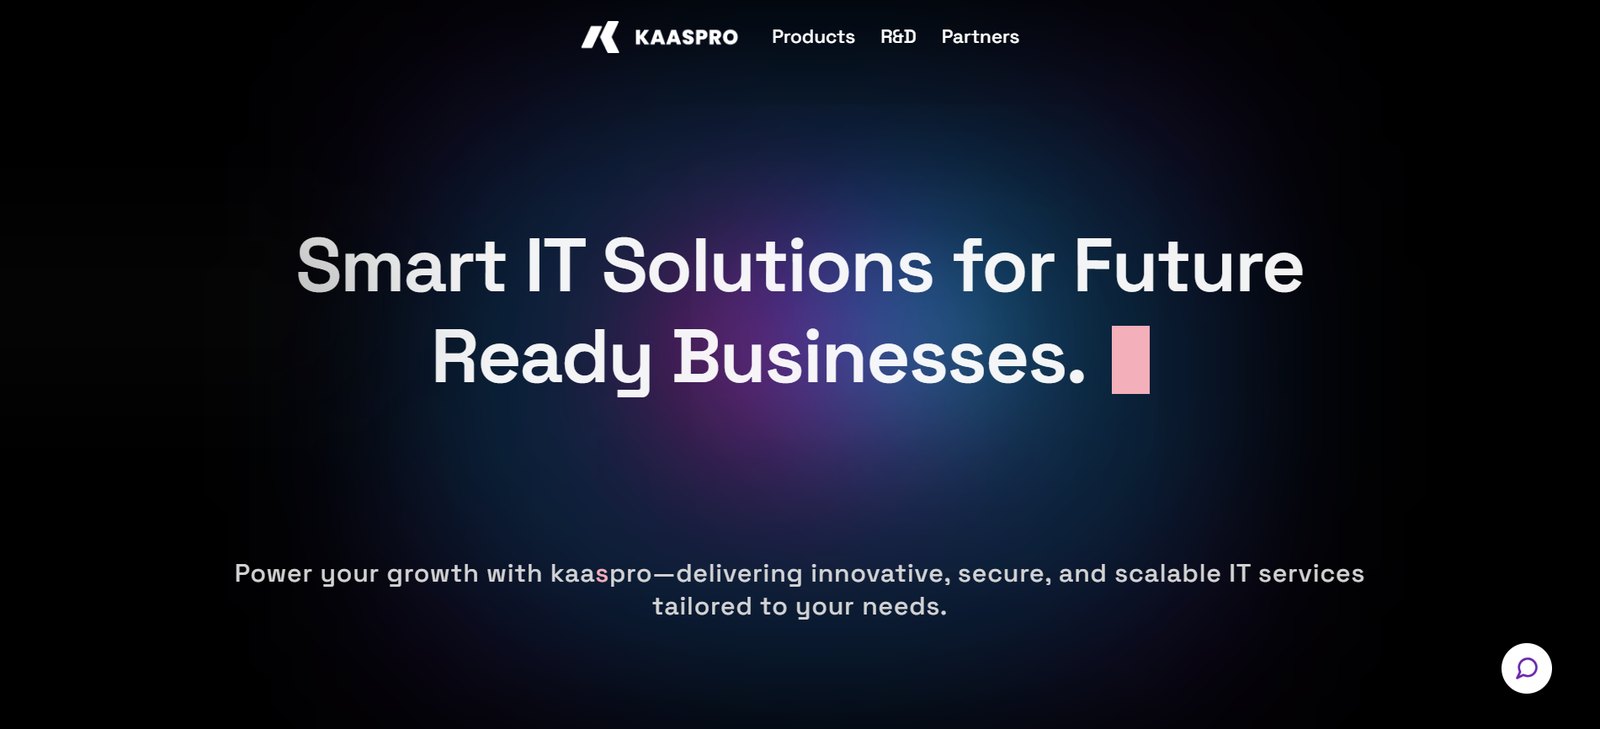 KAASPRO Products R&D Partners
Smart IT Solutions for Future
Ready Businesses.
Power your growth with kaaspro—delivering innovative, secure, and scalable IT services
tailored to your needs.